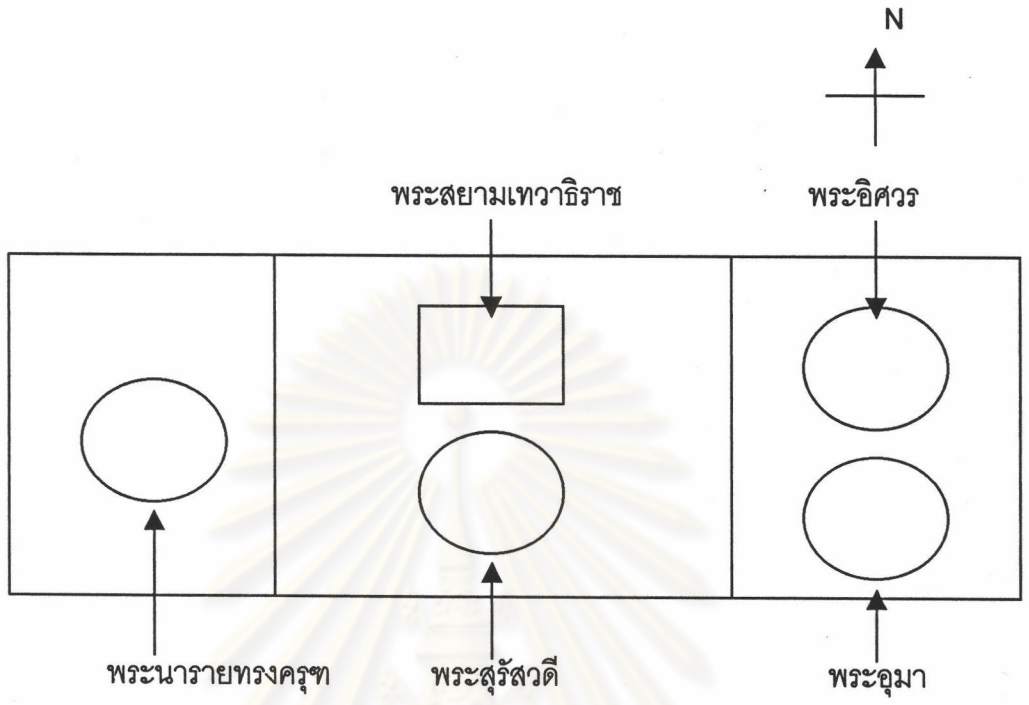 N
พระสยามเทวาธิราช
พระอิศวร
พระนารายทรงครุฑ
พระสุรัสวดี
พระอุมา